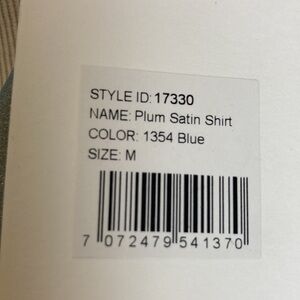 STYLE ID: 17330
NAME: Plum Satin Shirt
COLOR: 1354 Blue
SIZE: M
7 072479 541370